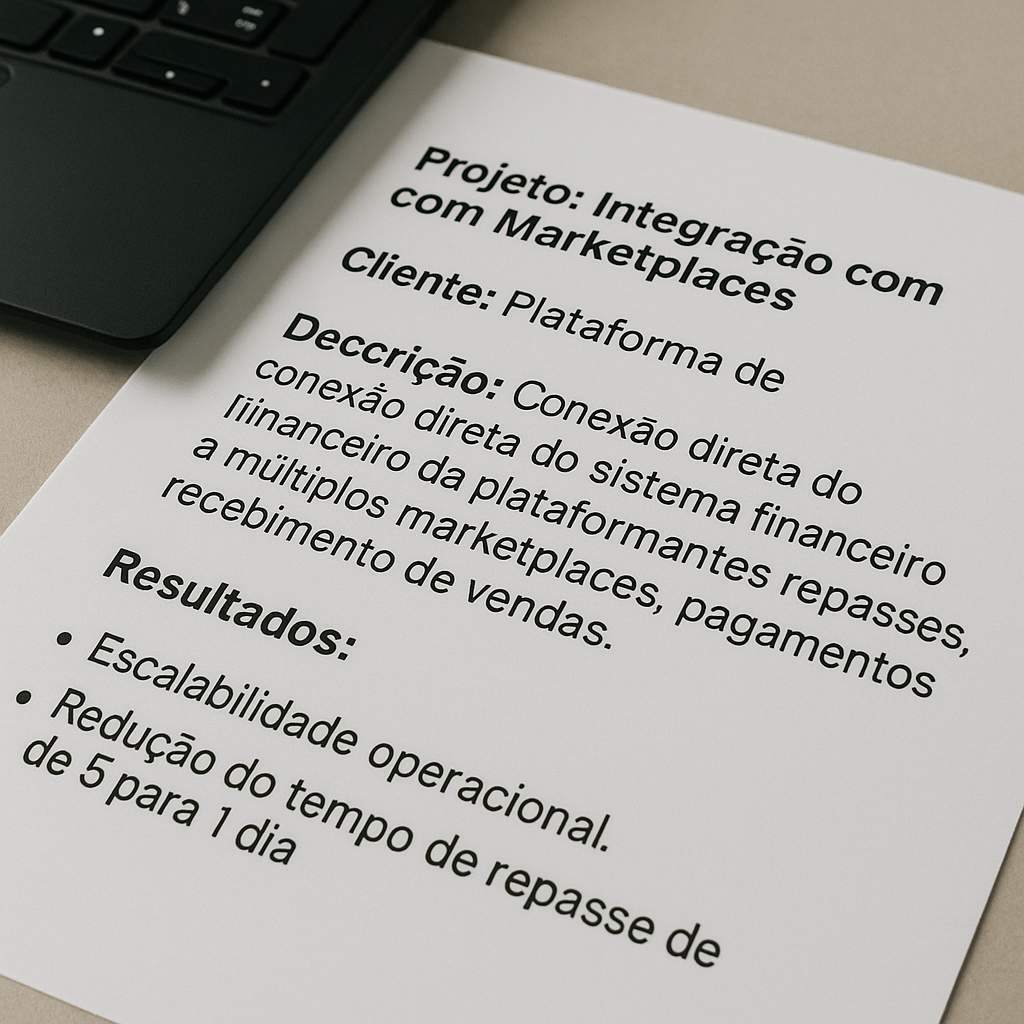 Projeto: Integração com
com Marketplaces
Cliente: Plataforma de
Deccrição: Conexão direta do
conexão direta do sistema financeiro
financeiro da plataformantes repasses,
a múltiplos marketplaces, pagamentos
recebimento de vendas.
Resultados:
• Escalabilidade operacional.
• Redução do tempo de repasse de
de 5 para 1 dia